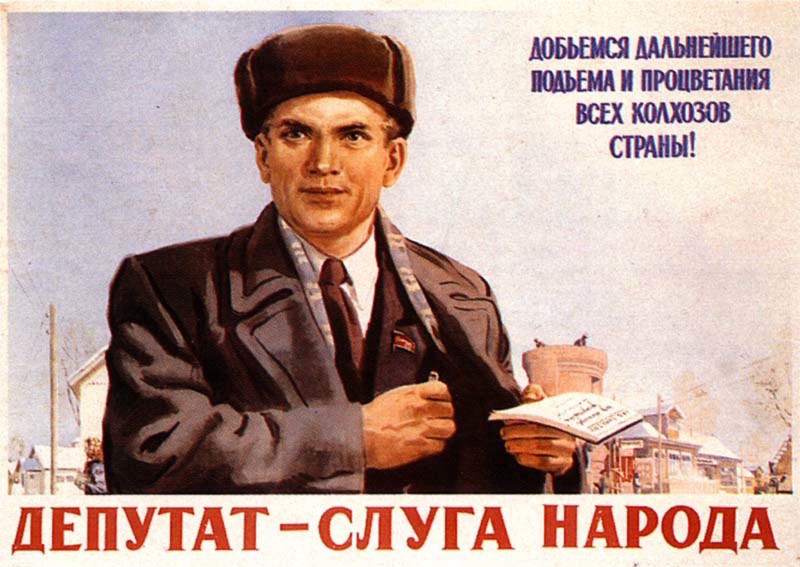 ДОБЬЕМСЯ ДАЛЬНЕЙШЕГО
ПОДЪЕМА И ПРОЦВЕТАНИЯ
ВСЕХ КОЛХОЗОВ
СТРАНЫ!
ДЕПУТАТ – СЛУГА НАРОДА